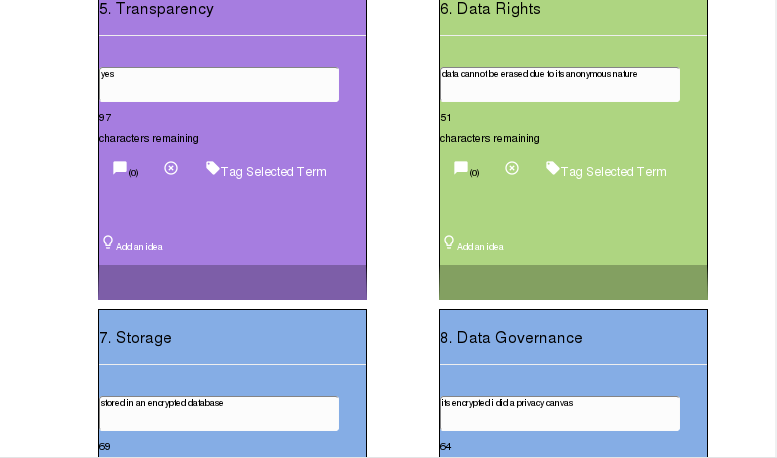 5. Transparency
yes
97
characters remaining
(0)
Tag Selected Term
Add an idea
6. Data Rights
data cannot be erased due to its anonymous nature
51
characters remaining
(0)
Tag Selected Term
Add an idea
7. Storage
stored in an encrypted database
69
8. Data Governance
its encrypted i did a privacy canvas
64